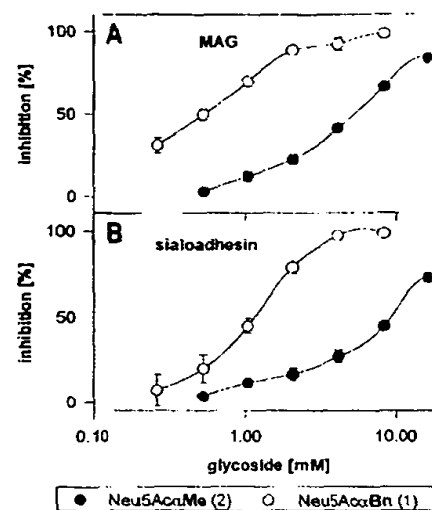 A
MAG
100
50
0
inhibition [%]
B
sialoadhesin
100
50
0
inhibition [%]
0.10 1.00 10.00
glycoside [mM]
● Neu5AcαMe (2) ○ Neu5AcαBn (1)